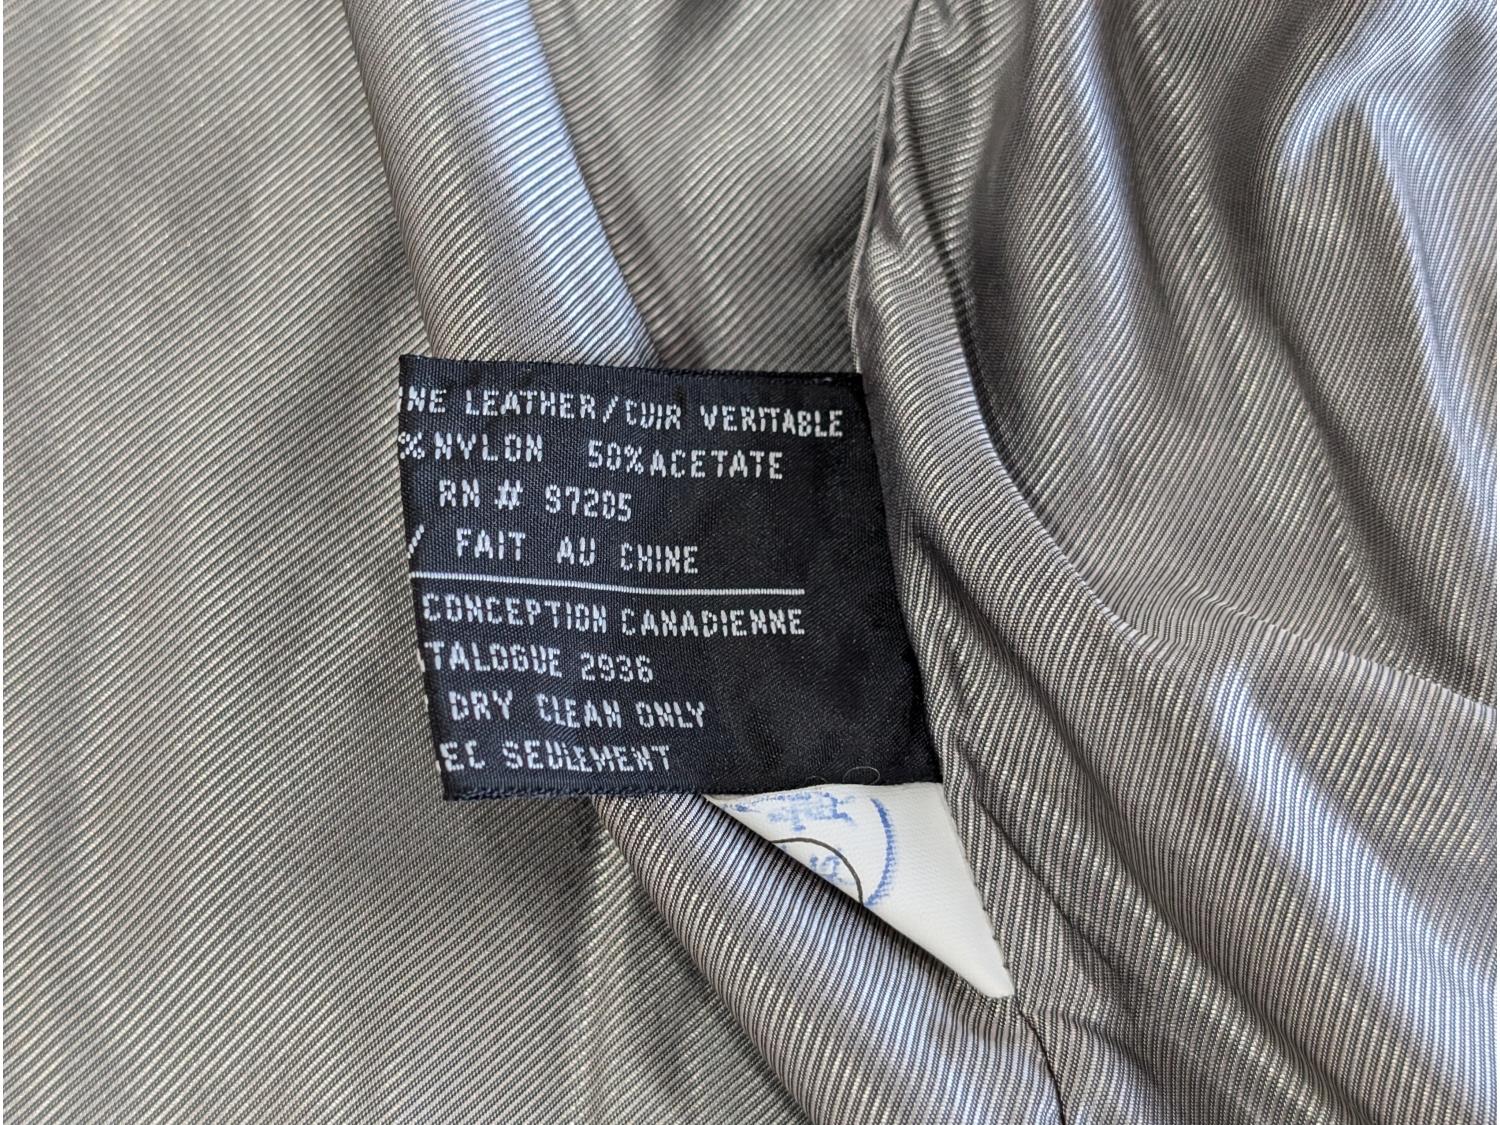 NE LEATHER/CUIR VERITABLE
% NYLON 50% ACETATE
RN # 97205
/ FAIT AU CHINE
CONCEPTION CANADIENNE
TALOGUE 2936
DRY CLEAN ONLY
EC SEULEMENT